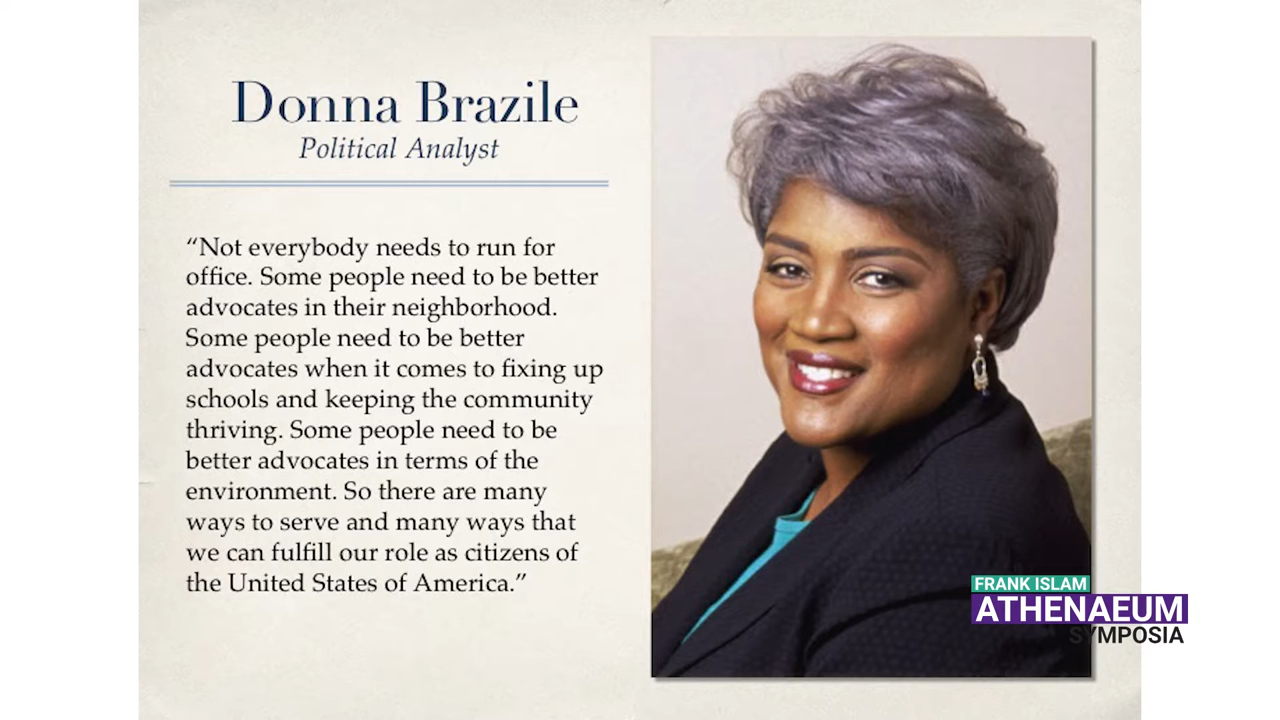 Donna Brazile
Political Analyst
“Not everybody needs to run for
office. Some people need to be better
advocates in their neighborhood.
Some people need to be better
advocates when it comes to fixing up
schools and keeping the community
thriving. Some people need to be
better advocates in terms of the
environment. So there are many
ways to serve and many ways that
we can fulfill our role as citizens of
the United States of America.”
FRANK ISLAM
ATHENAEUM
SYMPOSIA